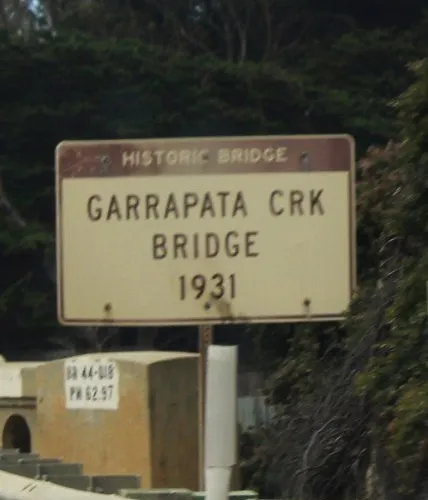 HISTORIC BRIDGE
GARRAPATA CRK
BRIDGE
1931
BR 44-018
PM 62.97